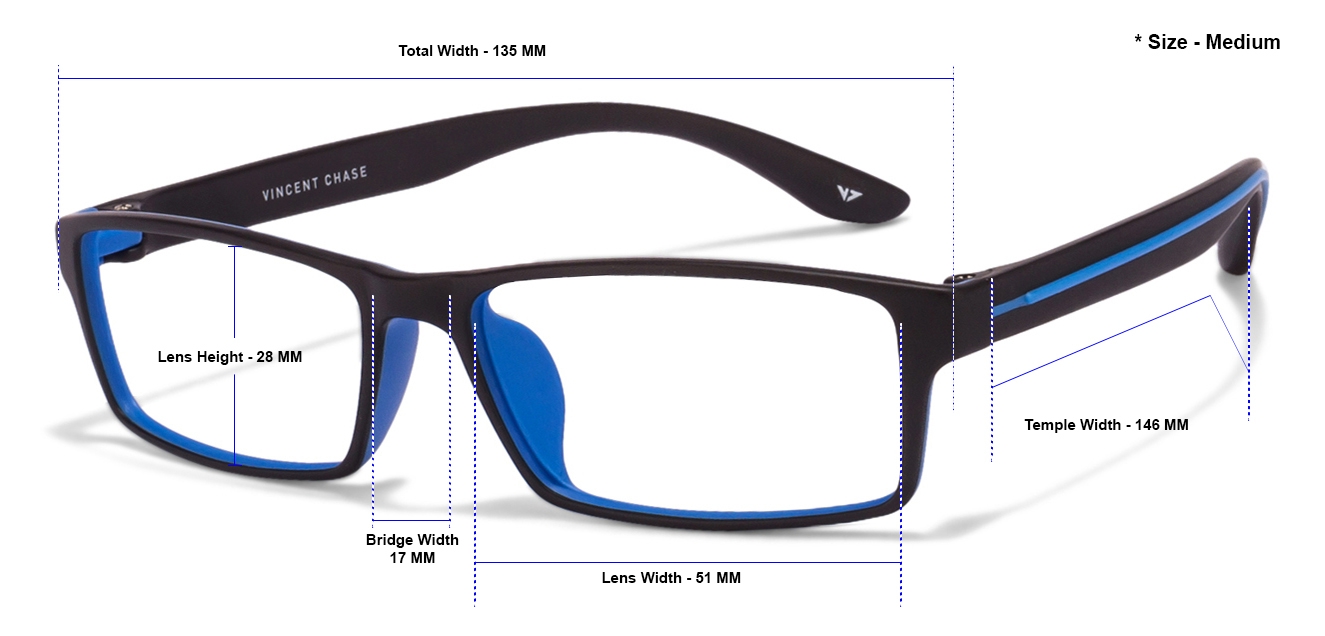 * Size - Medium
Total Width - 135 MM
VINCENT CHASE
Lens Height - 28 MM
Temple Width - 146 MM
Bridge Width
17 MM
Lens Width - 51 MM